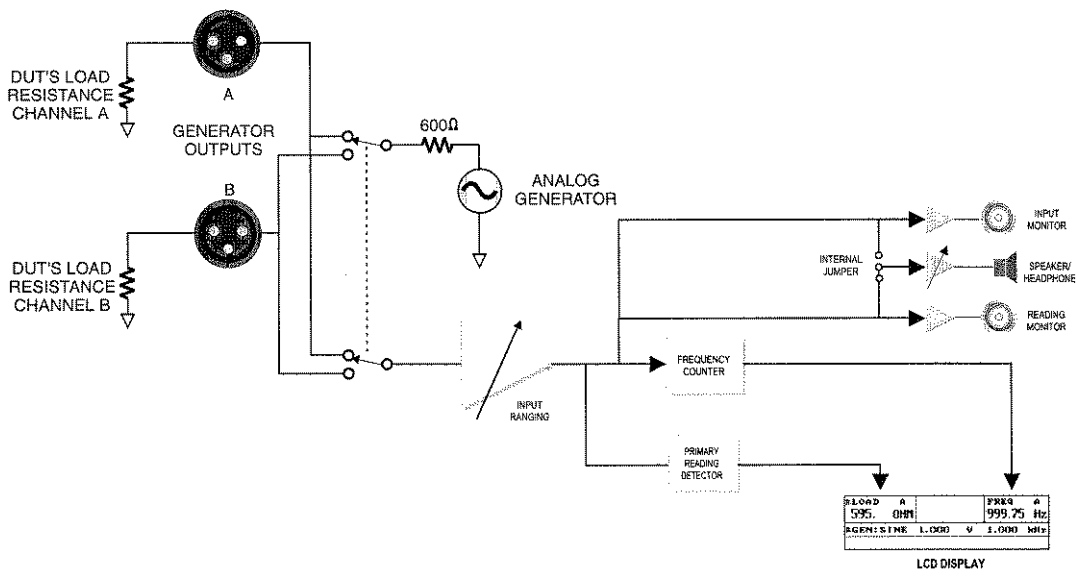 DUT'S LOAD
RESISTANCE
CHANNEL A
A
GENERATOR
OUTPUTS
600Ω
ANALOG
GENERATOR
B
DUT'S LOAD
RESISTANCE
CHANNEL B
INPUT
MONITOR
INTERNAL
JUMPER
SPEAKER/
HEADPHONE
READING
MONITOR
FREQUENCY
COUNTER
INPUT
RANGING
PRIMARY
READING
DETECTOR
LOAD A FREQ A
595. OHM 999.75 Hz
AGEN:SINE 1.000 V 1.000 kHz
LCD DISPLAY